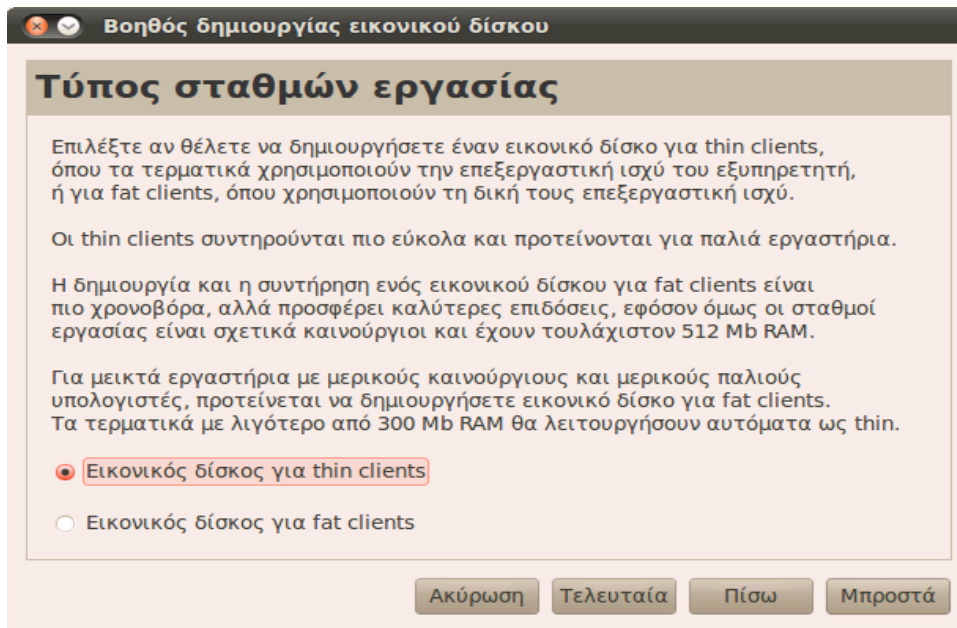 Βοηθός δημιουργίας εικονικού δίσκου
Τύπος σταθμών εργασίας
Επιλέξτε αν θέλετε να δημιουργήσετε έναν εικονικό δίσκο για thin clients,
όπου τα τερματικά χρησιμοποιούν την επεξεργαστική ισχύ του εξυπηρετητή,
ή για fat clients, όπου χρησιμοποιούν τη δική τους επεξεργαστική ισχύ.
Οι thin clients συντηρούνται πιο εύκολα και προτείνονται για παλιά εργαστήρια.
Η δημιουργία και η συντήρηση ενός εικονικού δίσκου για fat clients είναι
πιο χρονοβόρα, αλλά προσφέρει καλύτερες επιδόσεις, εφόσον όμως οι σταθμοί
εργασίας είναι σχετικά καινούργιοι και έχουν τουλάχιστον 512 Mb RAM.
Για μεικτά εργαστήρια με μερικούς καινούργιους και μερικούς παλιούς
υπολογιστές, προτείνεται να δημιουργήσετε εικονικό δίσκο για fat clients.
Τα τερματικά με λιγότερο από 300 Mb RAM θα λειτουργήσουν αυτόματα ως thin.
Εικονικός δίσκος για thin clients
Εικονικός δίσκος για fat clients
Ακύρωση Τελευταία Πίσω Μπροστά